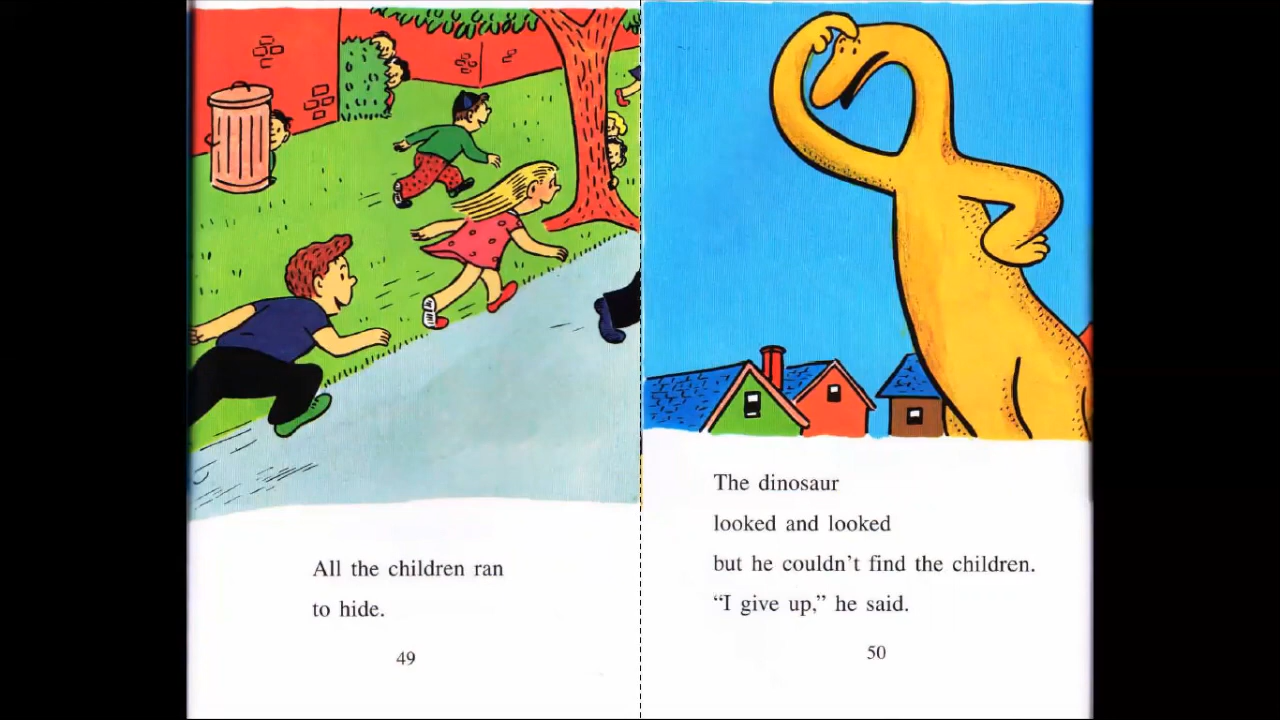 All the children ran
to hide.
49
The dinosaur
looked and looked
but he couldn't find the children.
“I give up,” he said.
50